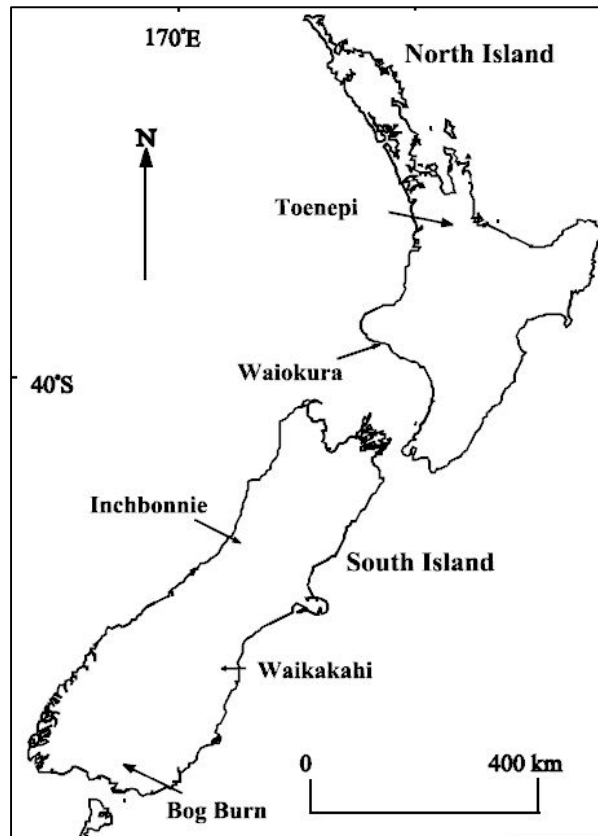 170°E
North Island
N
Toenepi
Waiokura
40°S
Inchbonnie
South Island
Waikakahi
0 400 km
Bog Burn